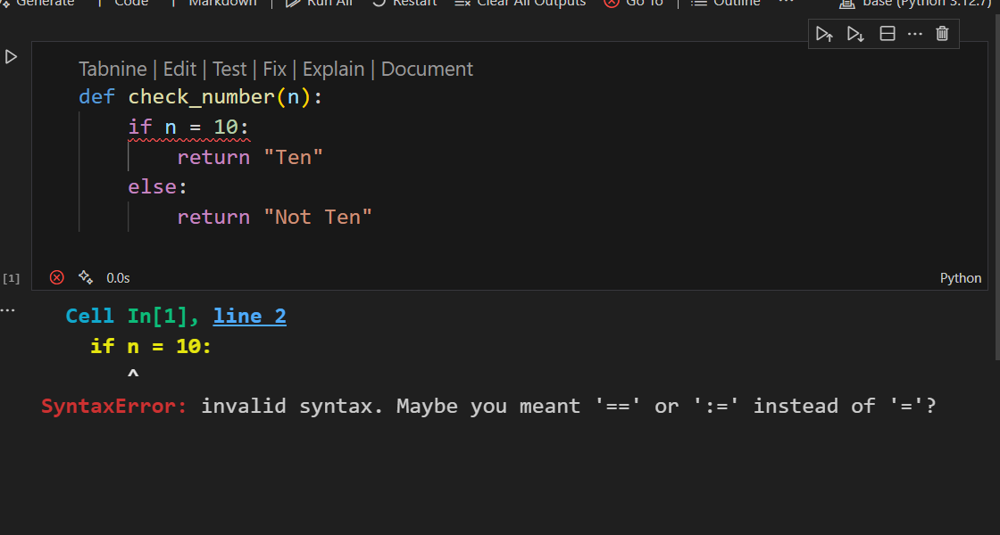 Generate Code Markdown Run All Restart Clear All Outputs Go To Outline ... base (Python 3.12.7)
Tabnine | Edit | Test | Fix | Explain | Document
def check_number(n):
    if n = 10:
        return "Ten"
    else:
        return "Not Ten"
[1] 0.0s Python
Cell In[1], line 2
    if n = 10:
       ^
SyntaxError: invalid syntax. Maybe you meant '==' or ':=' instead of '='?